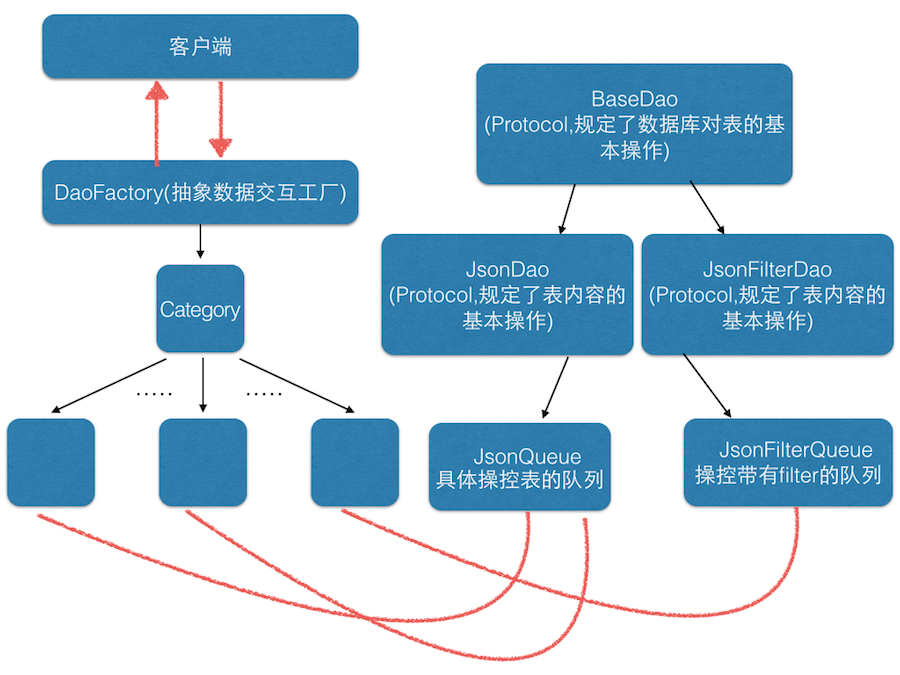 客户端
DaoFactory(抽象数据交互工厂)
Category
.....
.....
BaseDao
(Protocol,规定了数据库对表的基
本操作)
JsonDao
(Protocol,规定了表内容的
基本操作)
JsonFilterDao
(Protocol,规定了表内容的
基本操作)
JsonQueue
具体操控表的队列
JsonFilterQueue
操控带有filter的队列